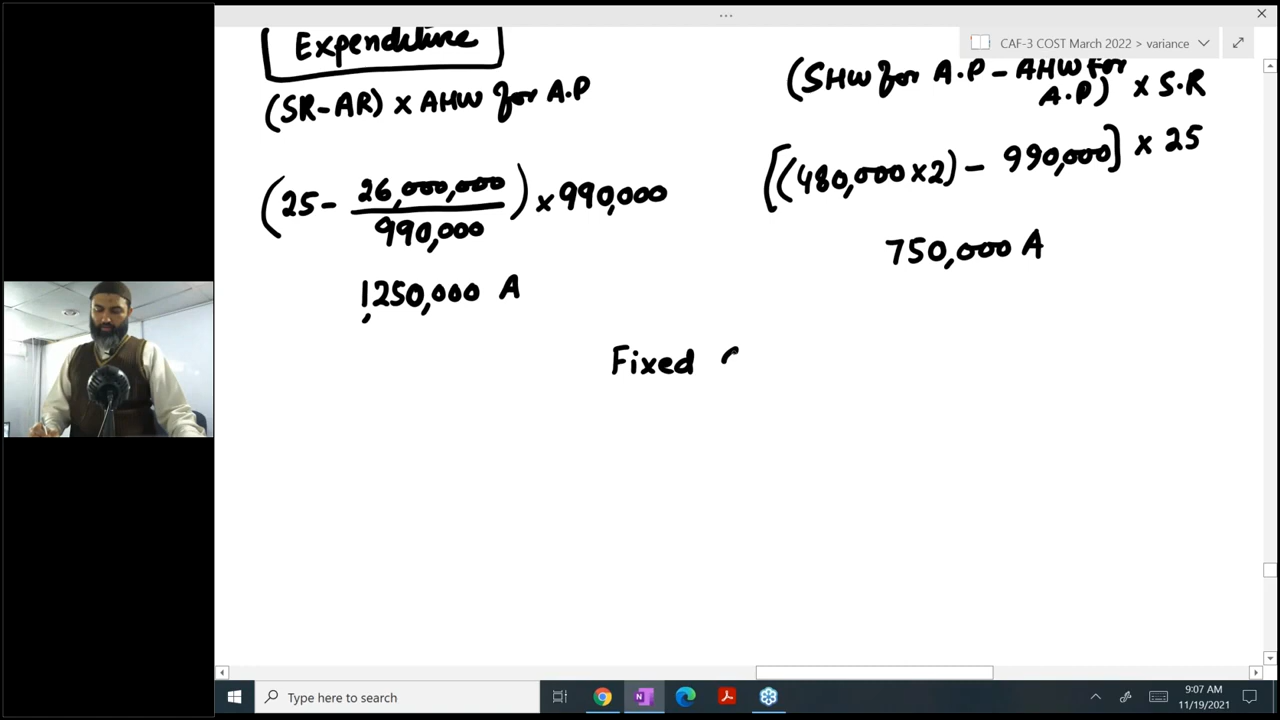 CAF-3 COST March 2022 > variance
Expenditure
(SR-AR) × AHW for A.P
(25 - 26,000,000 / 990,000) × 990,000
1,250,000 A
(SHW for A.P - AHW for A.P) × S.R
[(480,000×2) - 990,000] × 25
750,000 A
Fixed
Type here to search
9:07 AM
11/19/2021